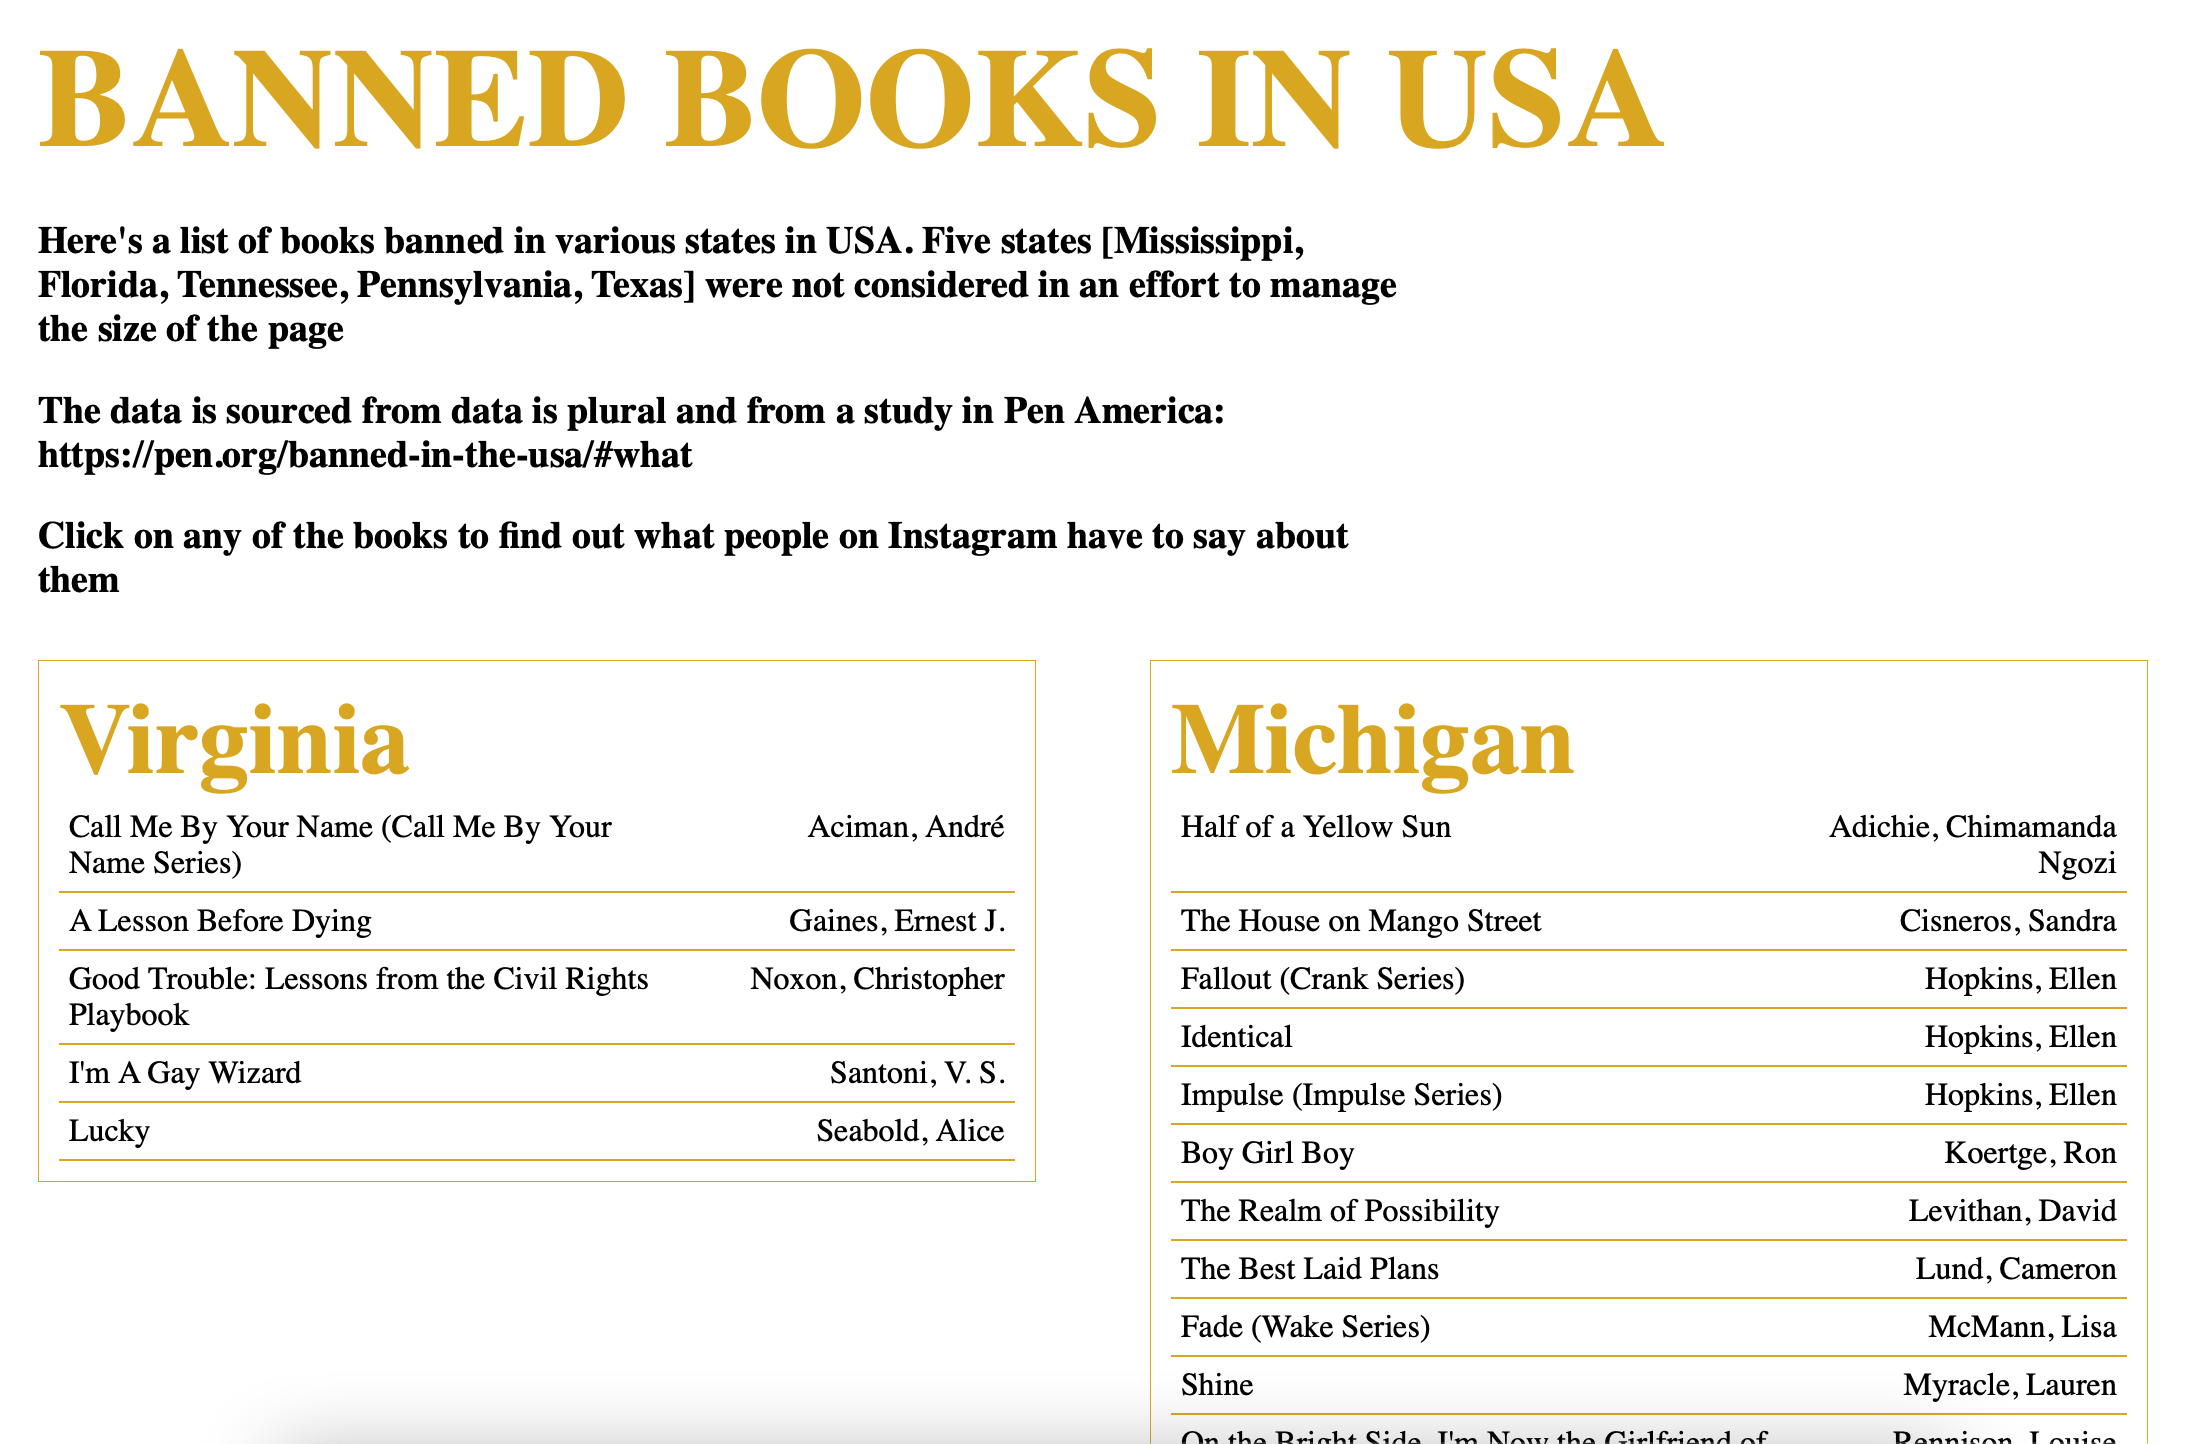 BANNED BOOKS IN USA
Here's a list of books banned in various states in USA. Five states [Mississippi,
Florida, Tennessee, Pennsylvania, Texas] were not considered in an effort to manage
the size of the page
The data is sourced from data is plural and from a study in Pen America:
https://pen.org/banned-in-the-usa/#what
Click on any of the books to find out what people on Instagram have to say about
them
Virginia
Call Me By Your Name (Call Me By Your Aciman, André
Name Series)
A Lesson Before Dying Gaines, Ernest J.
Good Trouble: Lessons from the Civil Rights Noxon, Christopher
Playbook
I'm A Gay Wizard Santoni, V. S.
Lucky Seabold, Alice
Michigan
Half of a Yellow Sun Adichie, Chimamanda
Ngozi
The House on Mango Street Cisneros, Sandra
Fallout (Crank Series) Hopkins, Ellen
Identical Hopkins, Ellen
Impulse (Impulse Series) Hopkins, Ellen
Boy Girl Boy Koertge, Ron
The Realm of Possibility Levithan, David
The Best Laid Plans Lund, Cameron
Fade (Wake Series) McMann, Lisa
Shine Myracle, Lauren
On the Bright Side, I'm Now the Girlfriend of Rennison, Louise